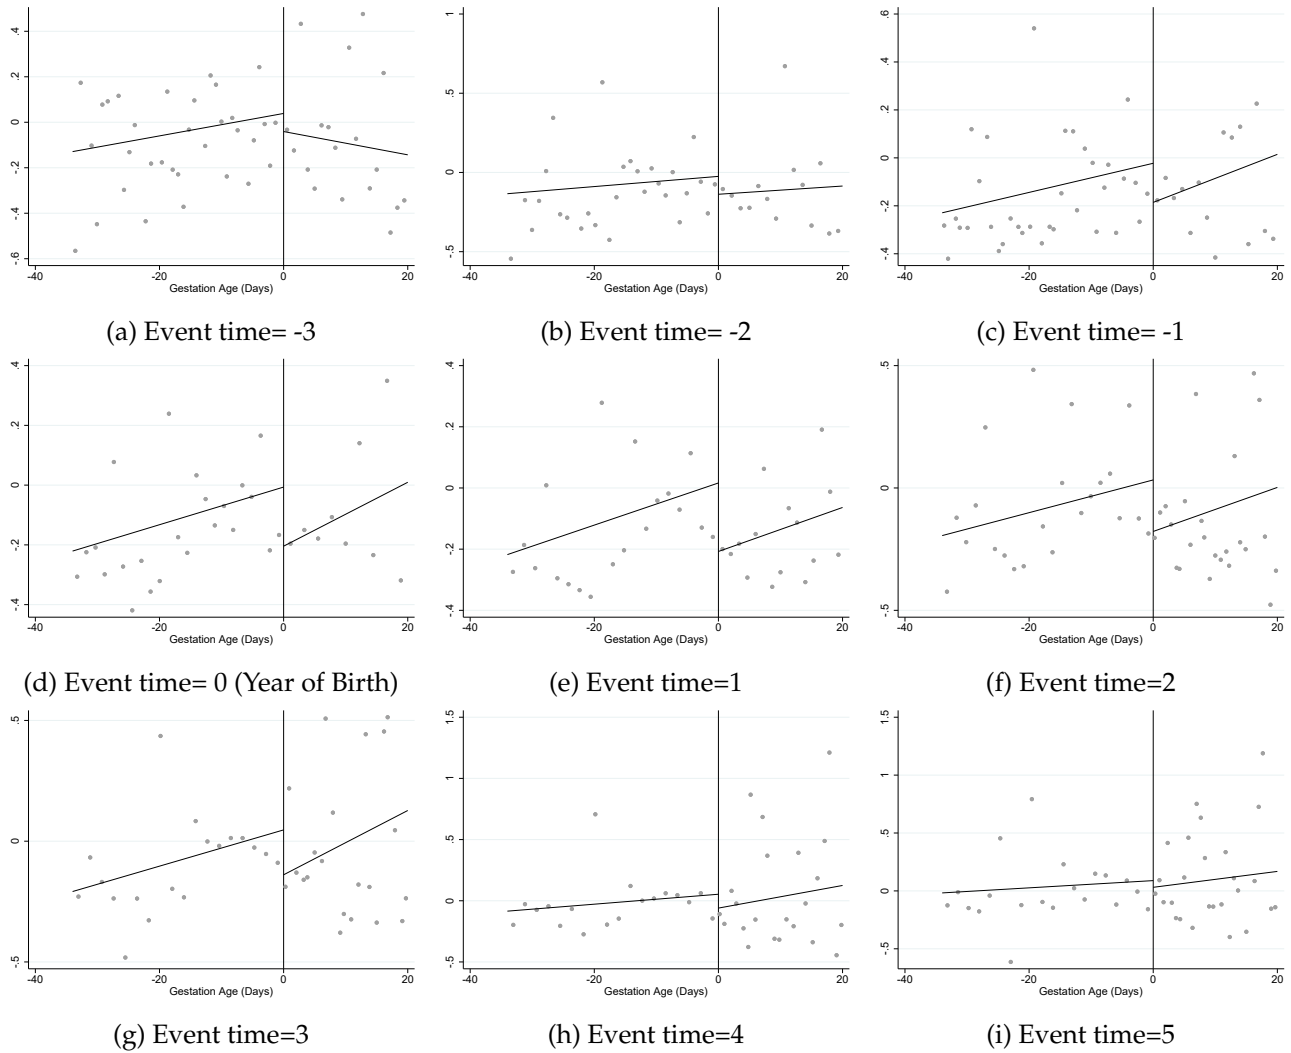 .4
.2
0
-.2
-.4
-.6
-40 -20 0 20
Gestation Age (Days)
(a) Event time= -3
1
.5
0
-.5
-40 -20 0 20
Gestation Age (Days)
(b) Event time= -2
.6
.4
.2
0
-.2
-.4
-40 -20 0 20
Gestation Age (Days)
(c) Event time= -1
.4
.2
0
-.2
-.4
-40 -20 0 20
Gestation Age (Days)
(d) Event time= 0 (Year of Birth)
.4
.2
0
-.2
-.4
-40 -20 0 20
Gestation Age (Days)
(e) Event time=1
.5
0
-.5
-40 -20 0 20
Gestation Age (Days)
(f) Event time=2
.5
0
-.5
-40 -20 0 20
Gestation Age (Days)
(g) Event time=3
1.5
1
.5
0
-.5
-40 -20 0 20
Gestation Age (Days)
(h) Event time=4
1.5
1
.5
0
-.5
-40 -20 0 20
Gestation Age (Days)
(i) Event time=5